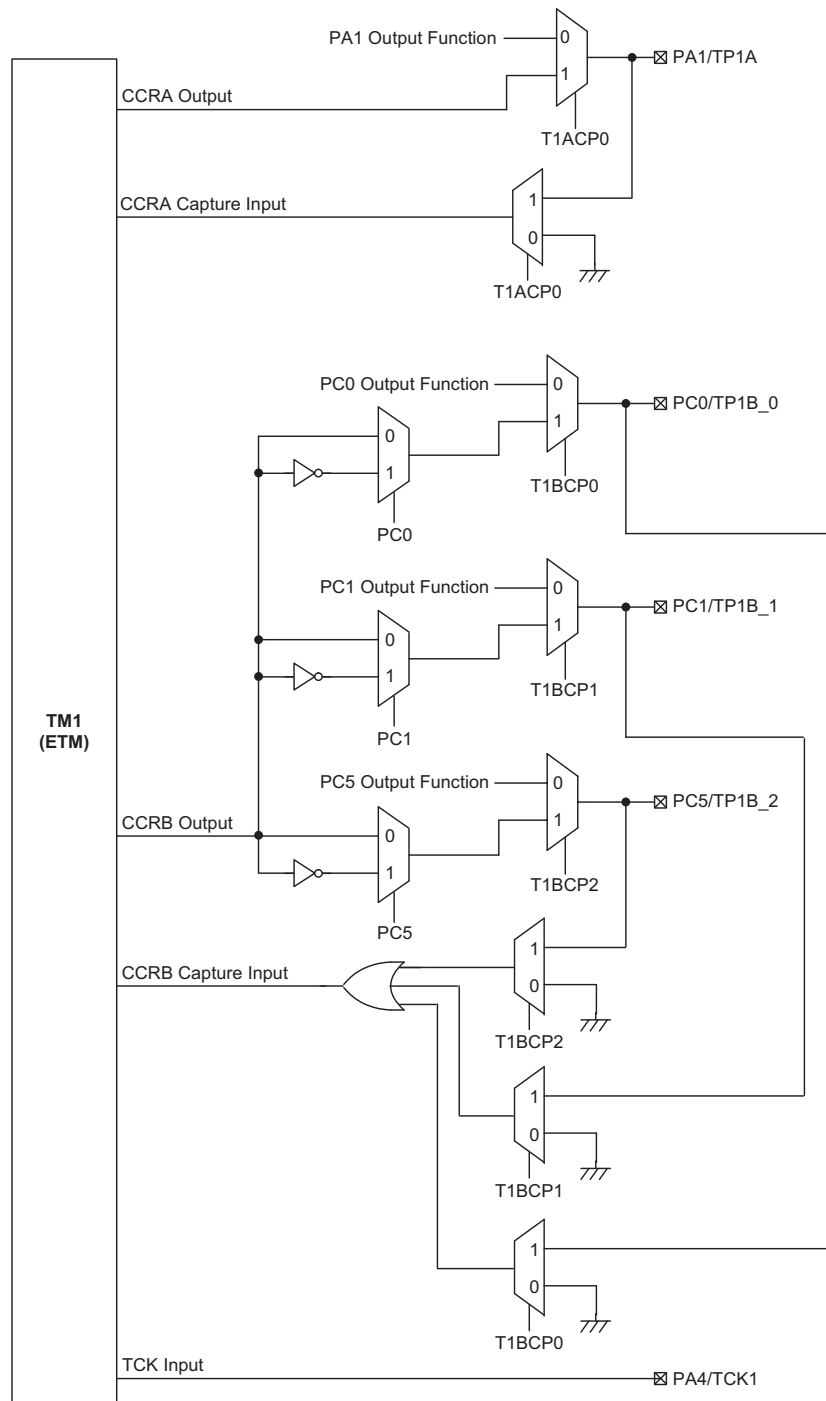 PA1 Output Function
0
1
PA1/TP1A
CCRA Output
T1ACP0
CCRA Capture Input
1
0
T1ACP0
PC0 Output Function
0
1
PC0/TP1B_0
0
1
T1BCP0
PC0
PC1 Output Function
0
1
PC1/TP1B_1
0
1
T1BCP1
PC1
TM1
(ETM)
PC5 Output Function
0
1
PC5/TP1B_2
CCRB Output
0
1
T1BCP2
PC5
CCRB Capture Input
1
0
T1BCP2
1
0
T1BCP1
1
0
T1BCP0
TCK Input
PA4/TCK1